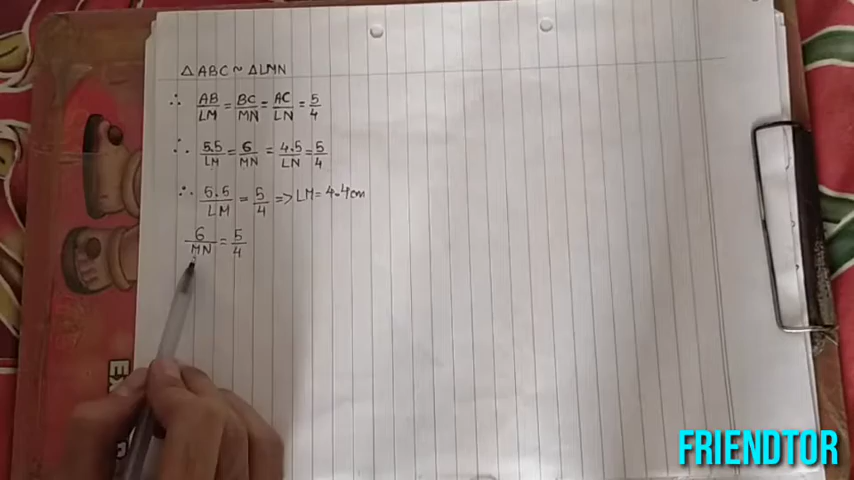 △ABC ~ △LMN
∴ AB/LM = BC/MN = AC/LN = 5/4
∴ 5.5/LM = 6/MN = 4.5/LN = 5/4
∴ 5.5/LM = 5/4 => LM = 4.4cm
6/MN = 5/4
EX
FRIENDTOR